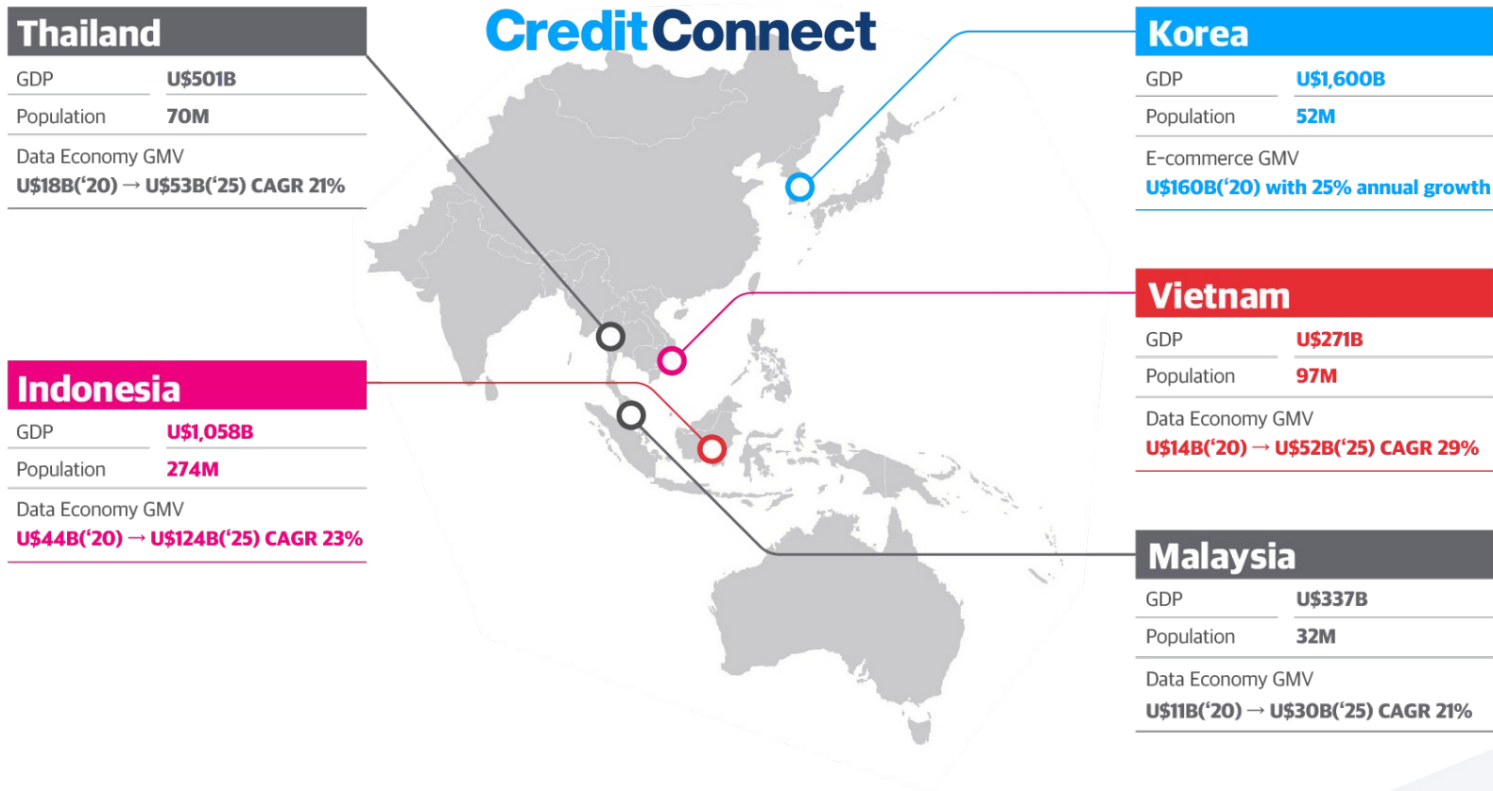 CreditConnect
Thailand
GDP U$501B
Population 70M
Data Economy GMV
U$18B(‘20) → U$53B(‘25) CAGR 21%
Indonesia
GDP U$1,058B
Population 274M
Data Economy GMV
U$44B(‘20) → U$124B(‘25) CAGR 23%
Korea
GDP U$1,600B
Population 52M
E-commerce GMV
U$160B(‘20) with 25% annual growth
Vietnam
GDP U$271B
Population 97M
Data Economy GMV
U$14B(‘20) → U$52B(‘25) CAGR 29%
Malaysia
GDP U$337B
Population 32M
Data Economy GMV
U$11B(‘20) → U$30B(‘25) CAGR 21%